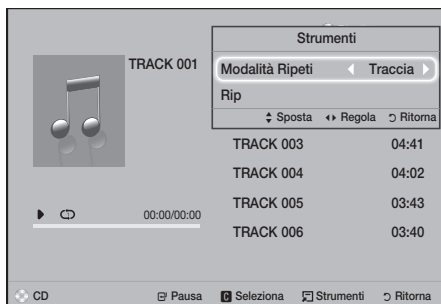 Strumenti
TRACK 001
Modalità Ripeti Traccia
Rip
Sposta Regola Ritorna
TRACK 003 04:41
TRACK 004 04:02
TRACK 005 03:43
TRACK 006 03:40
00:00/00:00
CD Pausa C Seleziona Strumenti Ritorna